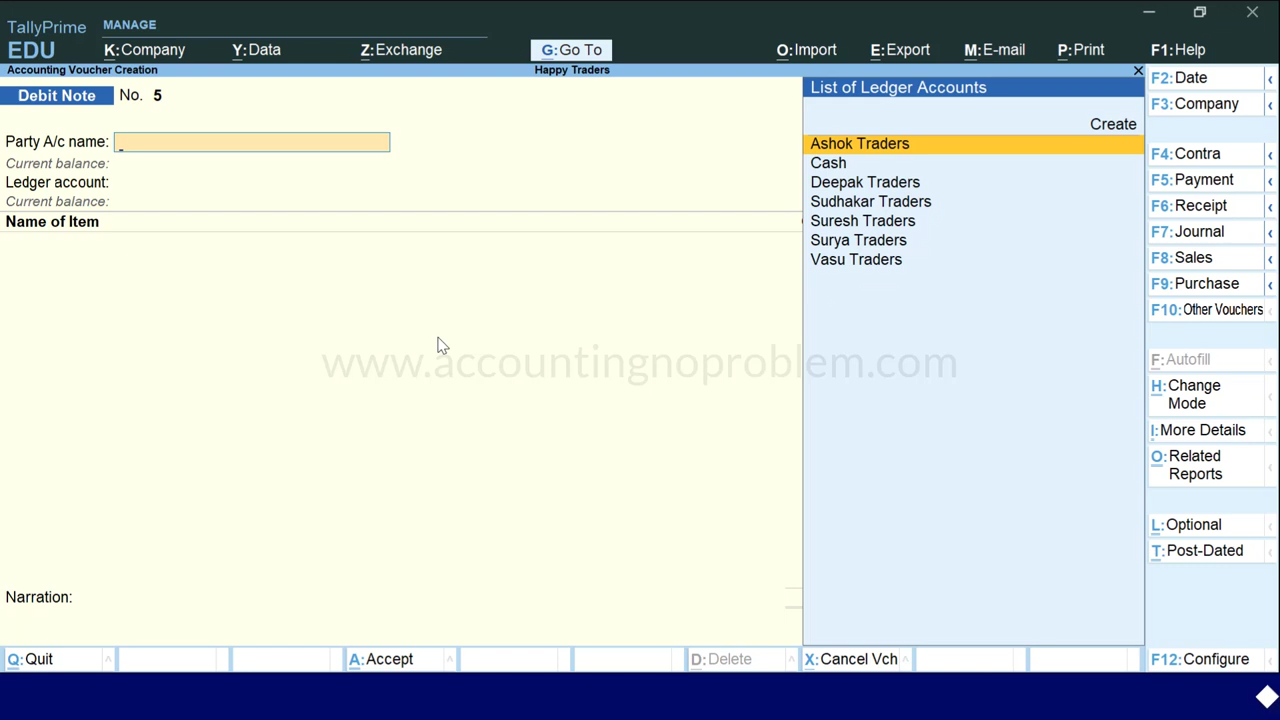 TallyPrime
EDU
MANAGE
K:Company
Y:Data
Z:Exchange
G:Go To
O:Import
E:Export
M:E-mail
P:Print
F1:Help
Accounting Voucher Creation
Happy Traders
Debit Note No. 5
Party A/c name:
Current balance:
Ledger account:
Current balance:
Name of Item
List of Ledger Accounts
Create
Ashok Traders
Cash
Deepak Traders
Sudhakar Traders
Suresh Traders
Surya Traders
Vasu Traders
F2:Date
F3:Company
F4:Contra
F5:Payment
F6:Receipt
F7:Journal
F8:Sales
F9:Purchase
F10:Other Vouchers
F:Autofill
H:Change
Mode
I:More Details
O:Related
Reports
L:Optional
T:Post-Dated
www.accountingnoproblem.com
Narration:
Q:Quit
A:Accept
D:Delete
X:Cancel Vch
F12:Configure